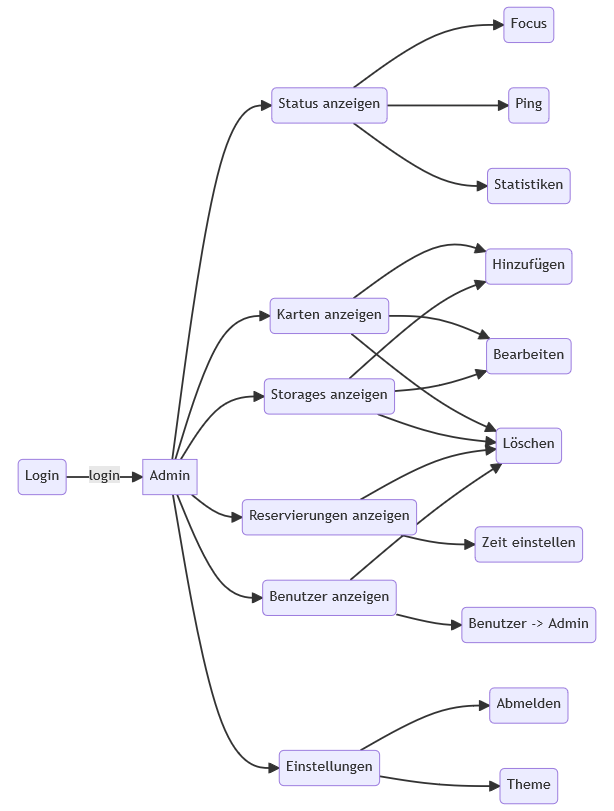 Focus
Status anzeigen
Ping
Statistiken
Hinzufügen
Karten anzeigen
Bearbeiten
Storages anzeigen
Löschen
Login
login
Admin
Reservierungen anzeigen
Zeit einstellen
Benutzer anzeigen
Benutzer -> Admin
Abmelden
Einstellungen
Theme